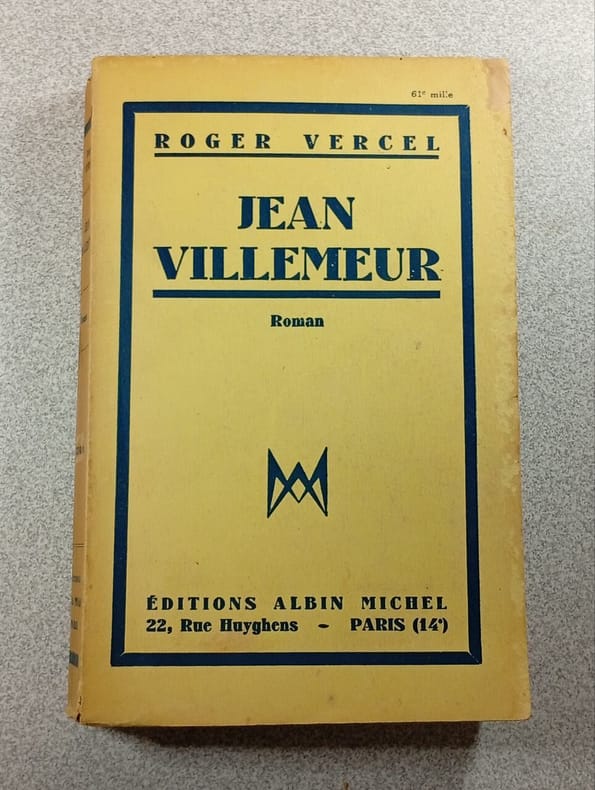 61e mille
ROGER VERCEL
JEAN
VILLEMEUR
Roman
ÉDITIONS ALBIN MICHEL
22, Rue Huyghens - PARIS (14e)